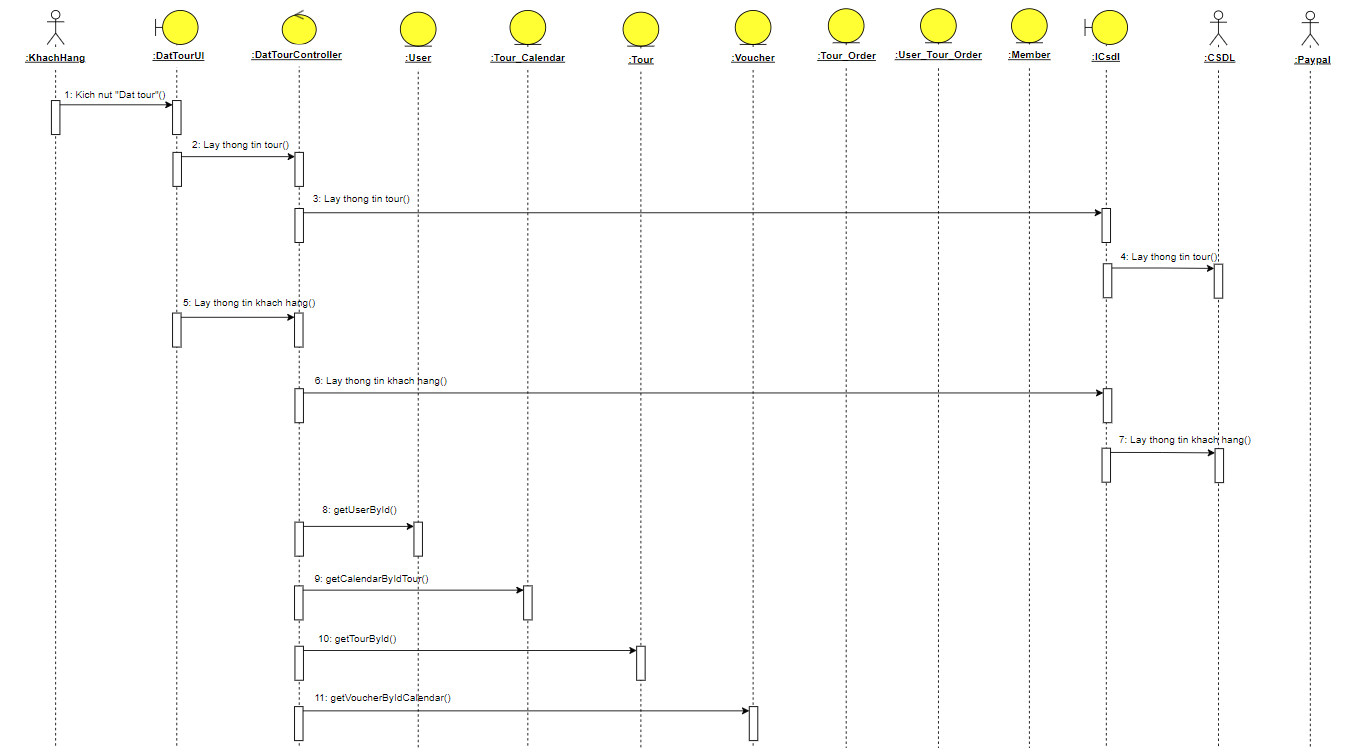 :KhachHang
:DatTourUI
:DatTourController
:User
:Tour_Calendar
:Tour
:Voucher
:Tour_Order
:User_Tour_Order
:Member
:ICsdl
:CSDL
:Paypal
1: Kich nut "Dat tour"()
2: Lay thong tin tour()
3: Lay thong tin tour()
4: Lay thong tin tour()
5: Lay thong tin khach hang()
6: Lay thong tin khach hang()
7: Lay thong tin khach hang()
8: getUserById()
9: getCalendarByIdTour()
10: getTourById()
11: getVoucherByIdCalendar()